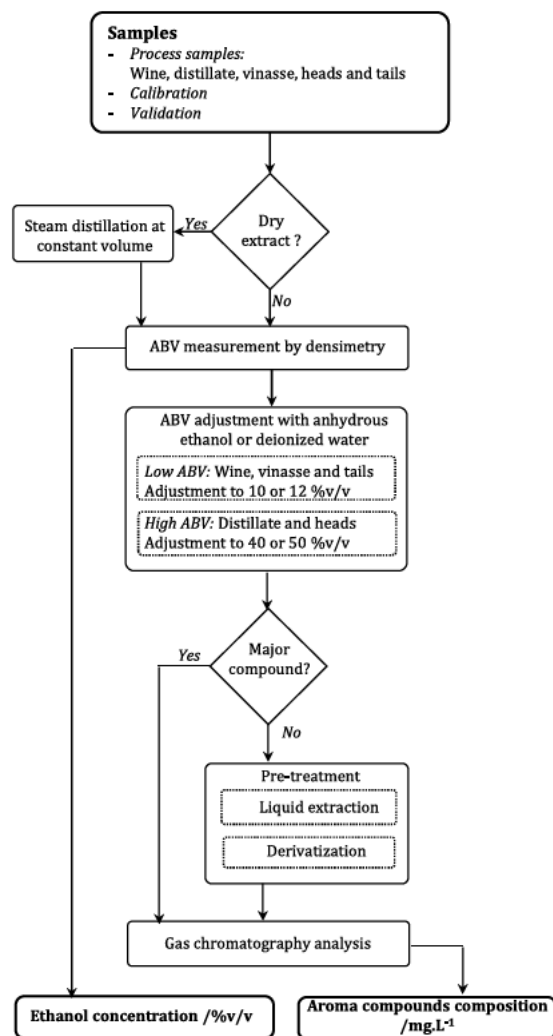 Samples
- Process samples:
Wine, distillate, vinasse, heads and tails
- Calibration
- Validation
Steam distillation at
constant volume
Yes
Dry
extract ?
No
ABV measurement by densimetry
ABV adjustment with anhydrous
ethanol or deionized water
Low ABV: Wine, vinasse and tails
Adjustment to 10 or 12 %v/v
High ABV: Distillate and heads
Adjustment to 40 or 50 %v/v
Yes
Major
compound?
No
Pre-treatment
Liquid extraction
Derivatization
Gas chromatography analysis
Ethanol concentration /%v/v
Aroma compounds composition
/mg.L⁻¹